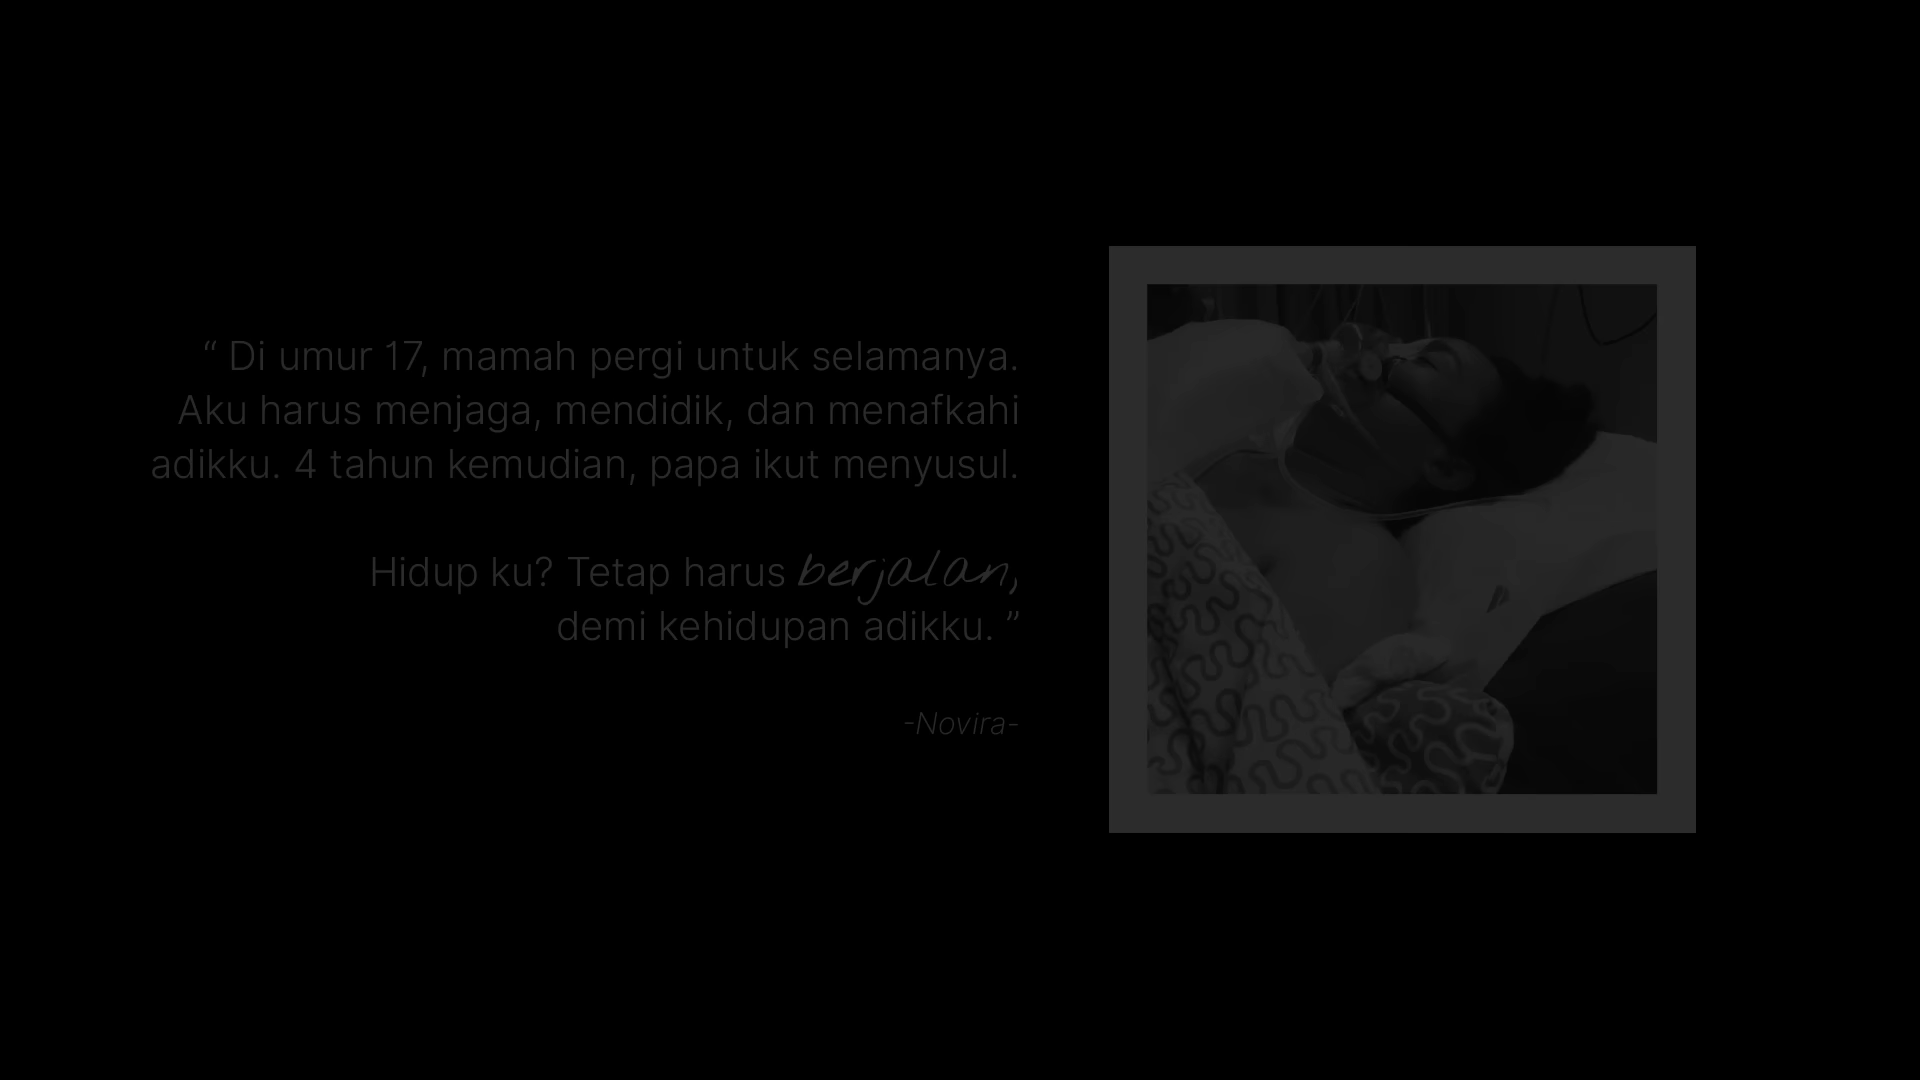 “ Di umur 17, mamah pergi untuk selamanya.
Aku harus menjaga, mendidik, dan menafkahi
adikku. 4 tahun kemudian, papa ikut menyusul.
Hidup ku? Tetap harus berjalan,
demi kehidupan adikku. ”
-Novira-